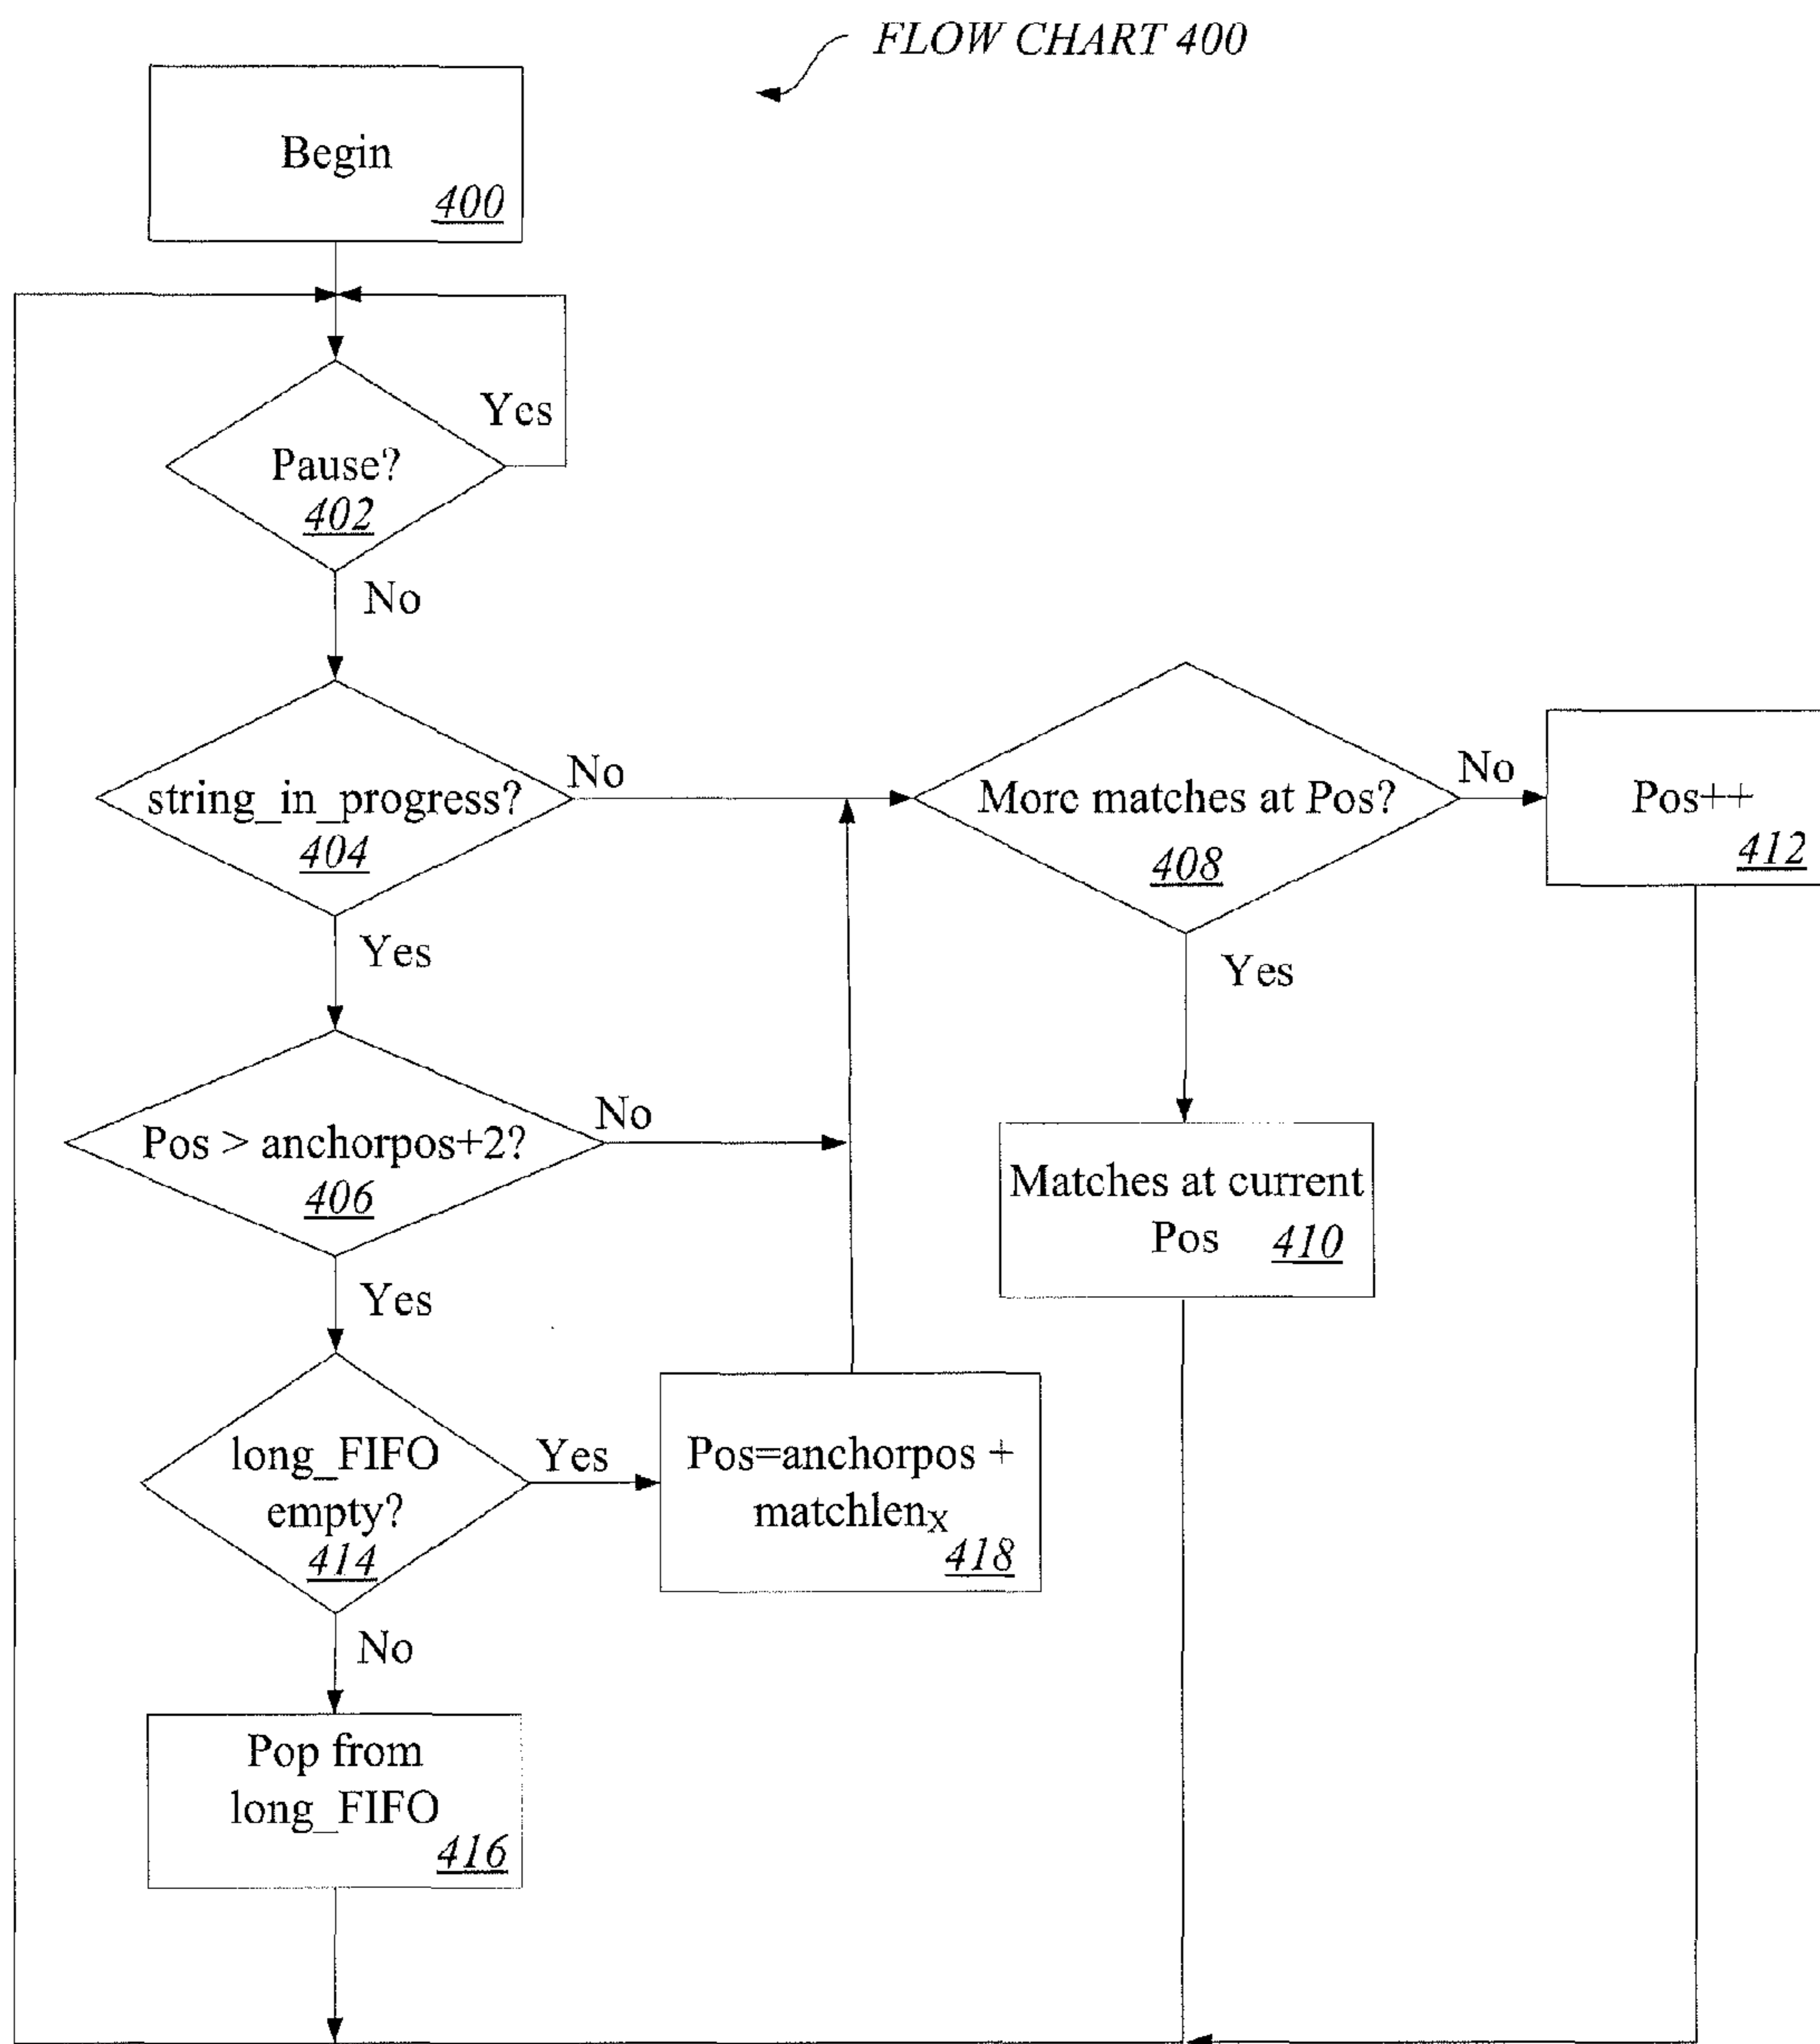 FLOW CHART 400
Begin
400
Yes
Pause?
402
No
string_in_progress?
404
No
More matches at Pos?
408
No
Pos++
412
Yes
Yes
Pos > anchorpos+2?
406
No
Matches at current
Pos 410
Yes
long_FIFO
empty?
414
Yes
Pos=anchorpos +
matchlenX
418
No
Pop from
long_FIFO
416